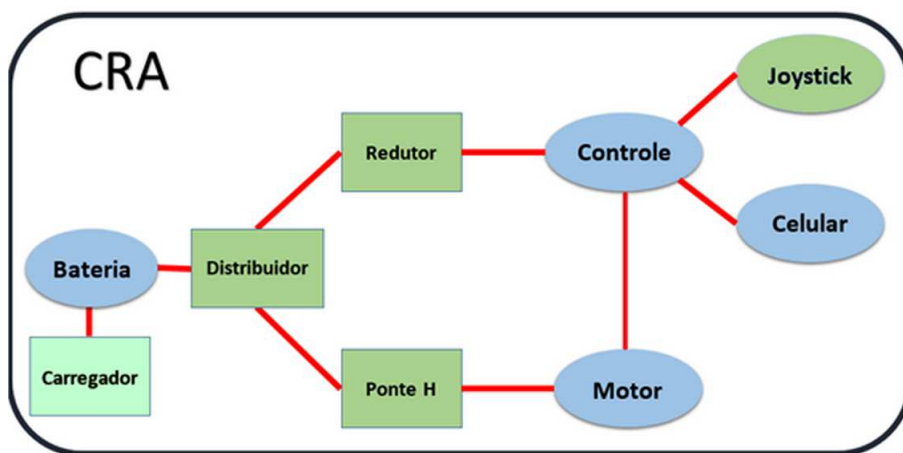 CRA
Joystick
Redutor
Controle
Celular
Bateria
Distribuidor
Carregador
Ponte H
Motor